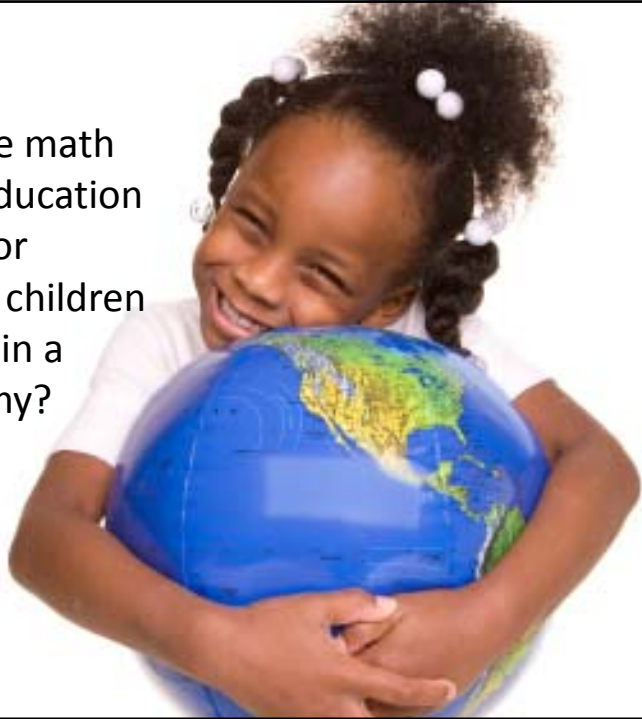 e math
ducation
or
children
in a
ny?